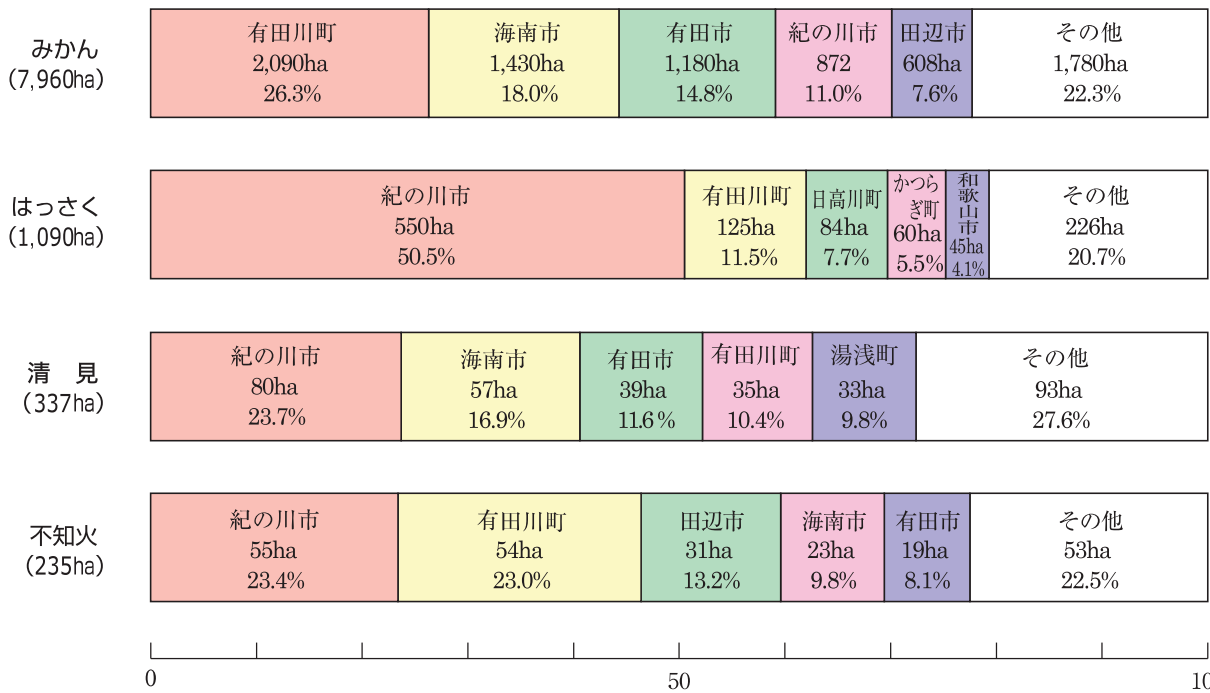 みかん
(7,960ha)
有田川町
2,090ha
26.3%
海南市
1,430ha
18.0%
有田市
1,180ha
14.8%
紀の川市
872
11.0%
田辺市
608ha
7.6%
その他
1,780ha
22.3%
はっさく
(1,090ha)
紀の川市
550ha
50.5%
有田川町
125ha
11.5%
日高川町
84ha
7.7%
かつら
ぎ町
60ha
5.5%
和歌山市
45ha
4.1%
その他
226ha
20.7%
清　見
(337ha)
紀の川市
80ha
23.7%
海南市
57ha
16.9%
有田市
39ha
11.6%
有田川町
35ha
10.4%
湯浅町
33ha
9.8%
その他
93ha
27.6%
不知火
(235ha)
紀の川市
55ha
23.4%
有田川町
54ha
23.0%
田辺市
31ha
13.2%
海南市
23ha
9.8%
有田市
19ha
8.1%
その他
53ha
22.5%
0
50